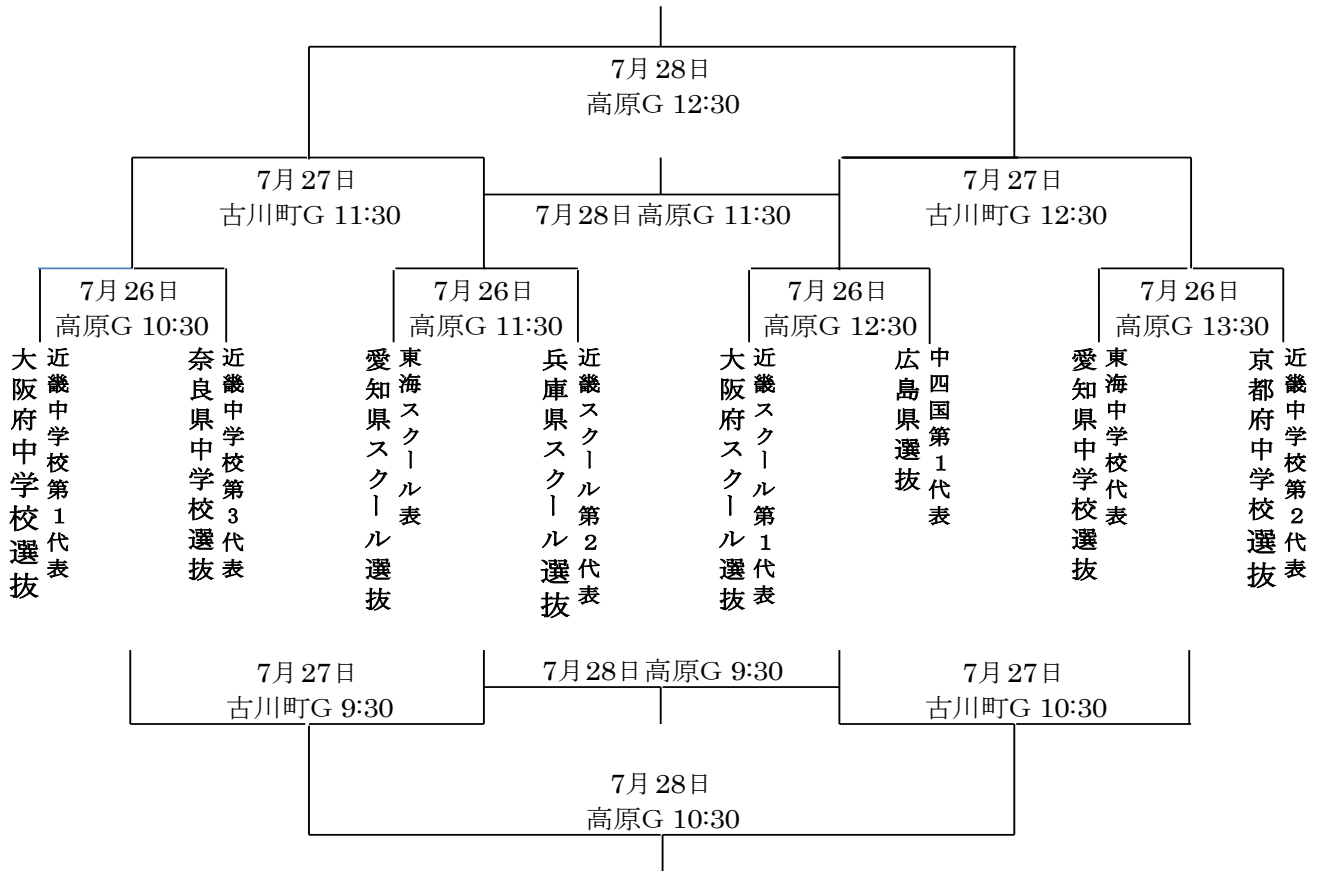 7月28日
高原G 12:30
7月27日
古川町G 11:30
7月28日高原G 11:30
7月27日
古川町G 12:30
7月26日
高原G 10:30
7月26日
高原G 11:30
7月26日
高原G 12:30
7月26日
高原G 13:30
近畿中学校第1代表
大阪府中学校選抜
近畿中学校第3代表
奈良県中学校選抜
東海スクール表
愛知県スクール選抜
近畿スクール第2代表
兵庫県スクール選抜
近畿スクール第1代表
大阪府スクール選抜
中四国第1代表
広島県選抜
東海中学校代表
愛知県中学校選抜
近畿中学校第2代表
京都府中学校選抜
7月27日
古川町G 9:30
7月28日高原G 9:30
7月27日
古川町G 10:30
7月28日
高原G 10:30